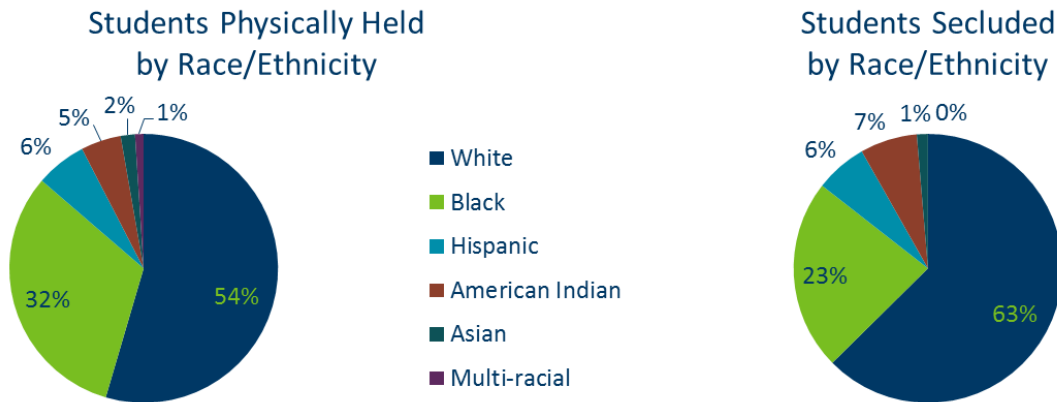 Students Physically Held
by Race/Ethnicity
2%
1%
5%
6%
32%
54%
White
Black
Hispanic
American Indian
Asian
Multi-racial
Students Secluded
by Race/Ethnicity
1%
0%
7%
6%
23%
63%